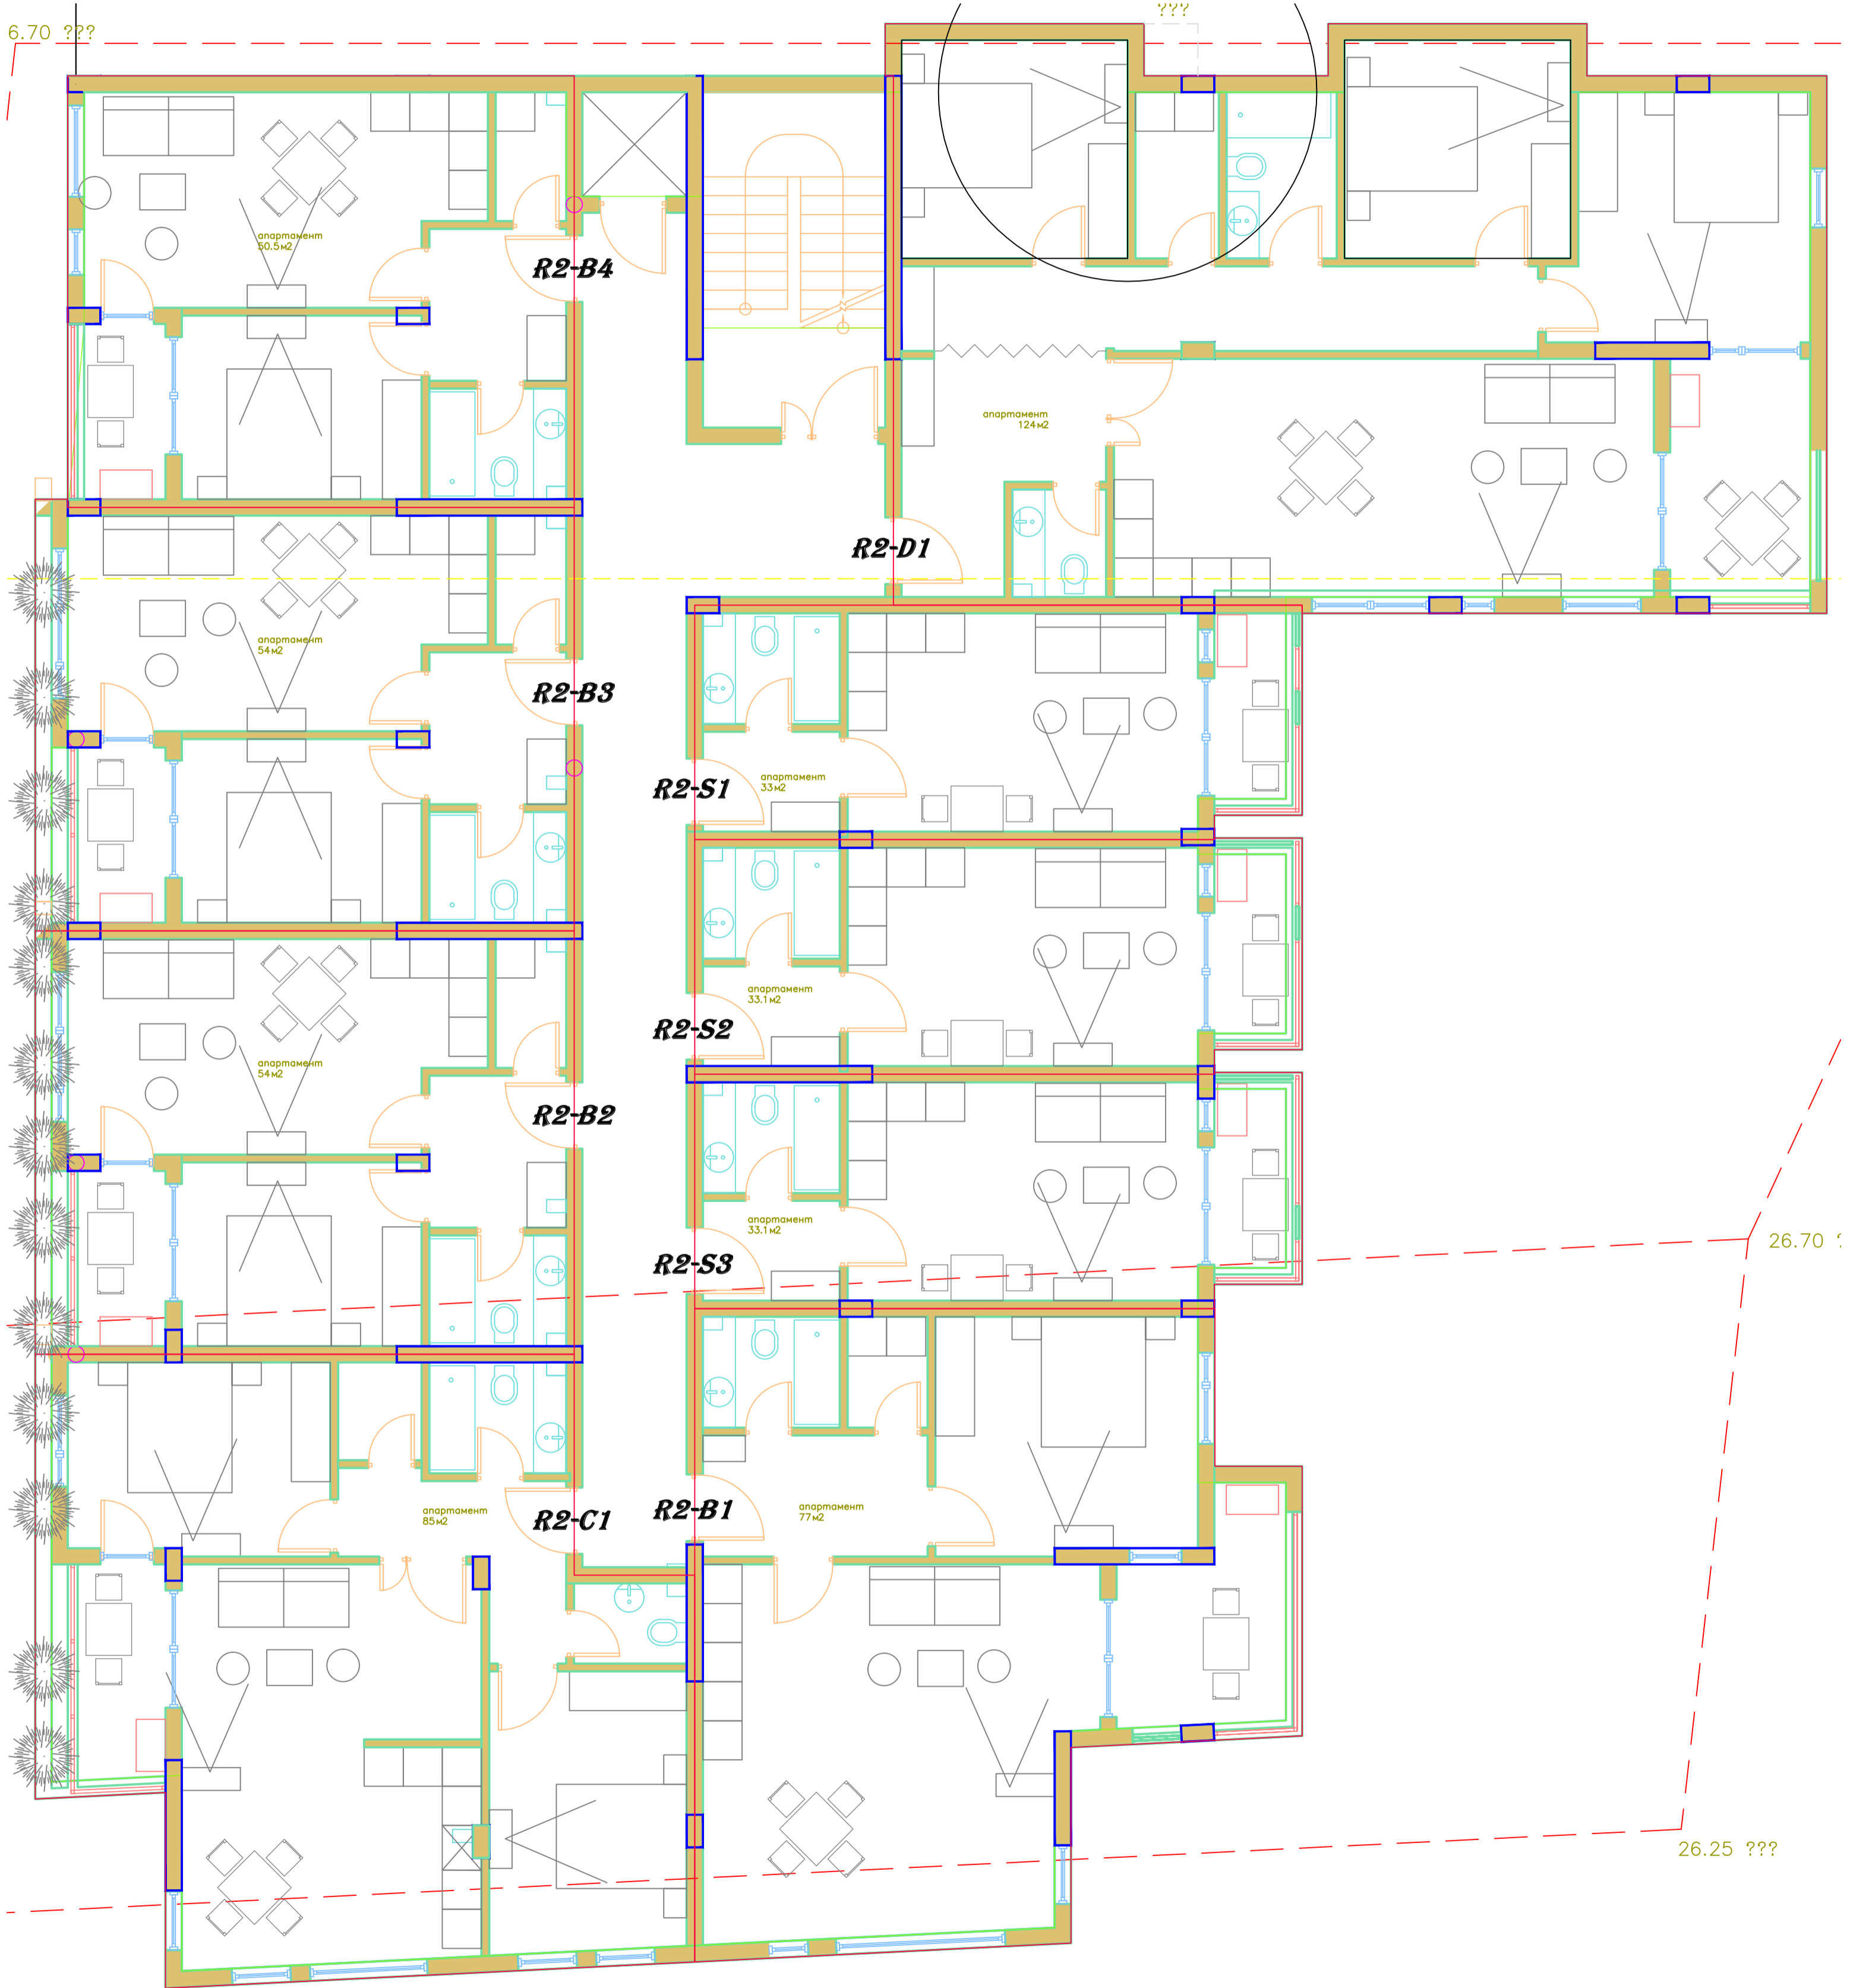 6.70 ???
???
апартамент
50.5м2
R2-B4
апартамент
124м2
R2-D1
апартамент
54м2
R2-B3
апартамент
33м2
R2-S1
апартамент
33.1м2
R2-S2
апартамент
54м2
R2-B2
апартамент
33.1м2
R2-S3
26.70 ?
апартамент
85м2
R2-C1
R2-B1
апартамент
77м2
26.25 ???